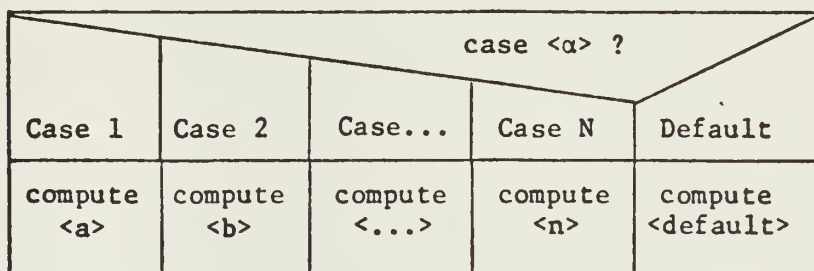 case <α> ?
Case 1 Case 2 Case... Case N Default
compute compute compute compute compute
<a> <b> <...> <n> <default>